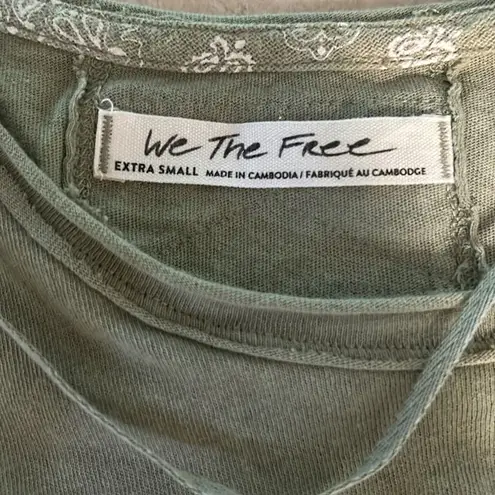 We The Free
EXTRA SMALL MADE IN CAMBODIA / FABRIQUÉ AU CAMBODGE